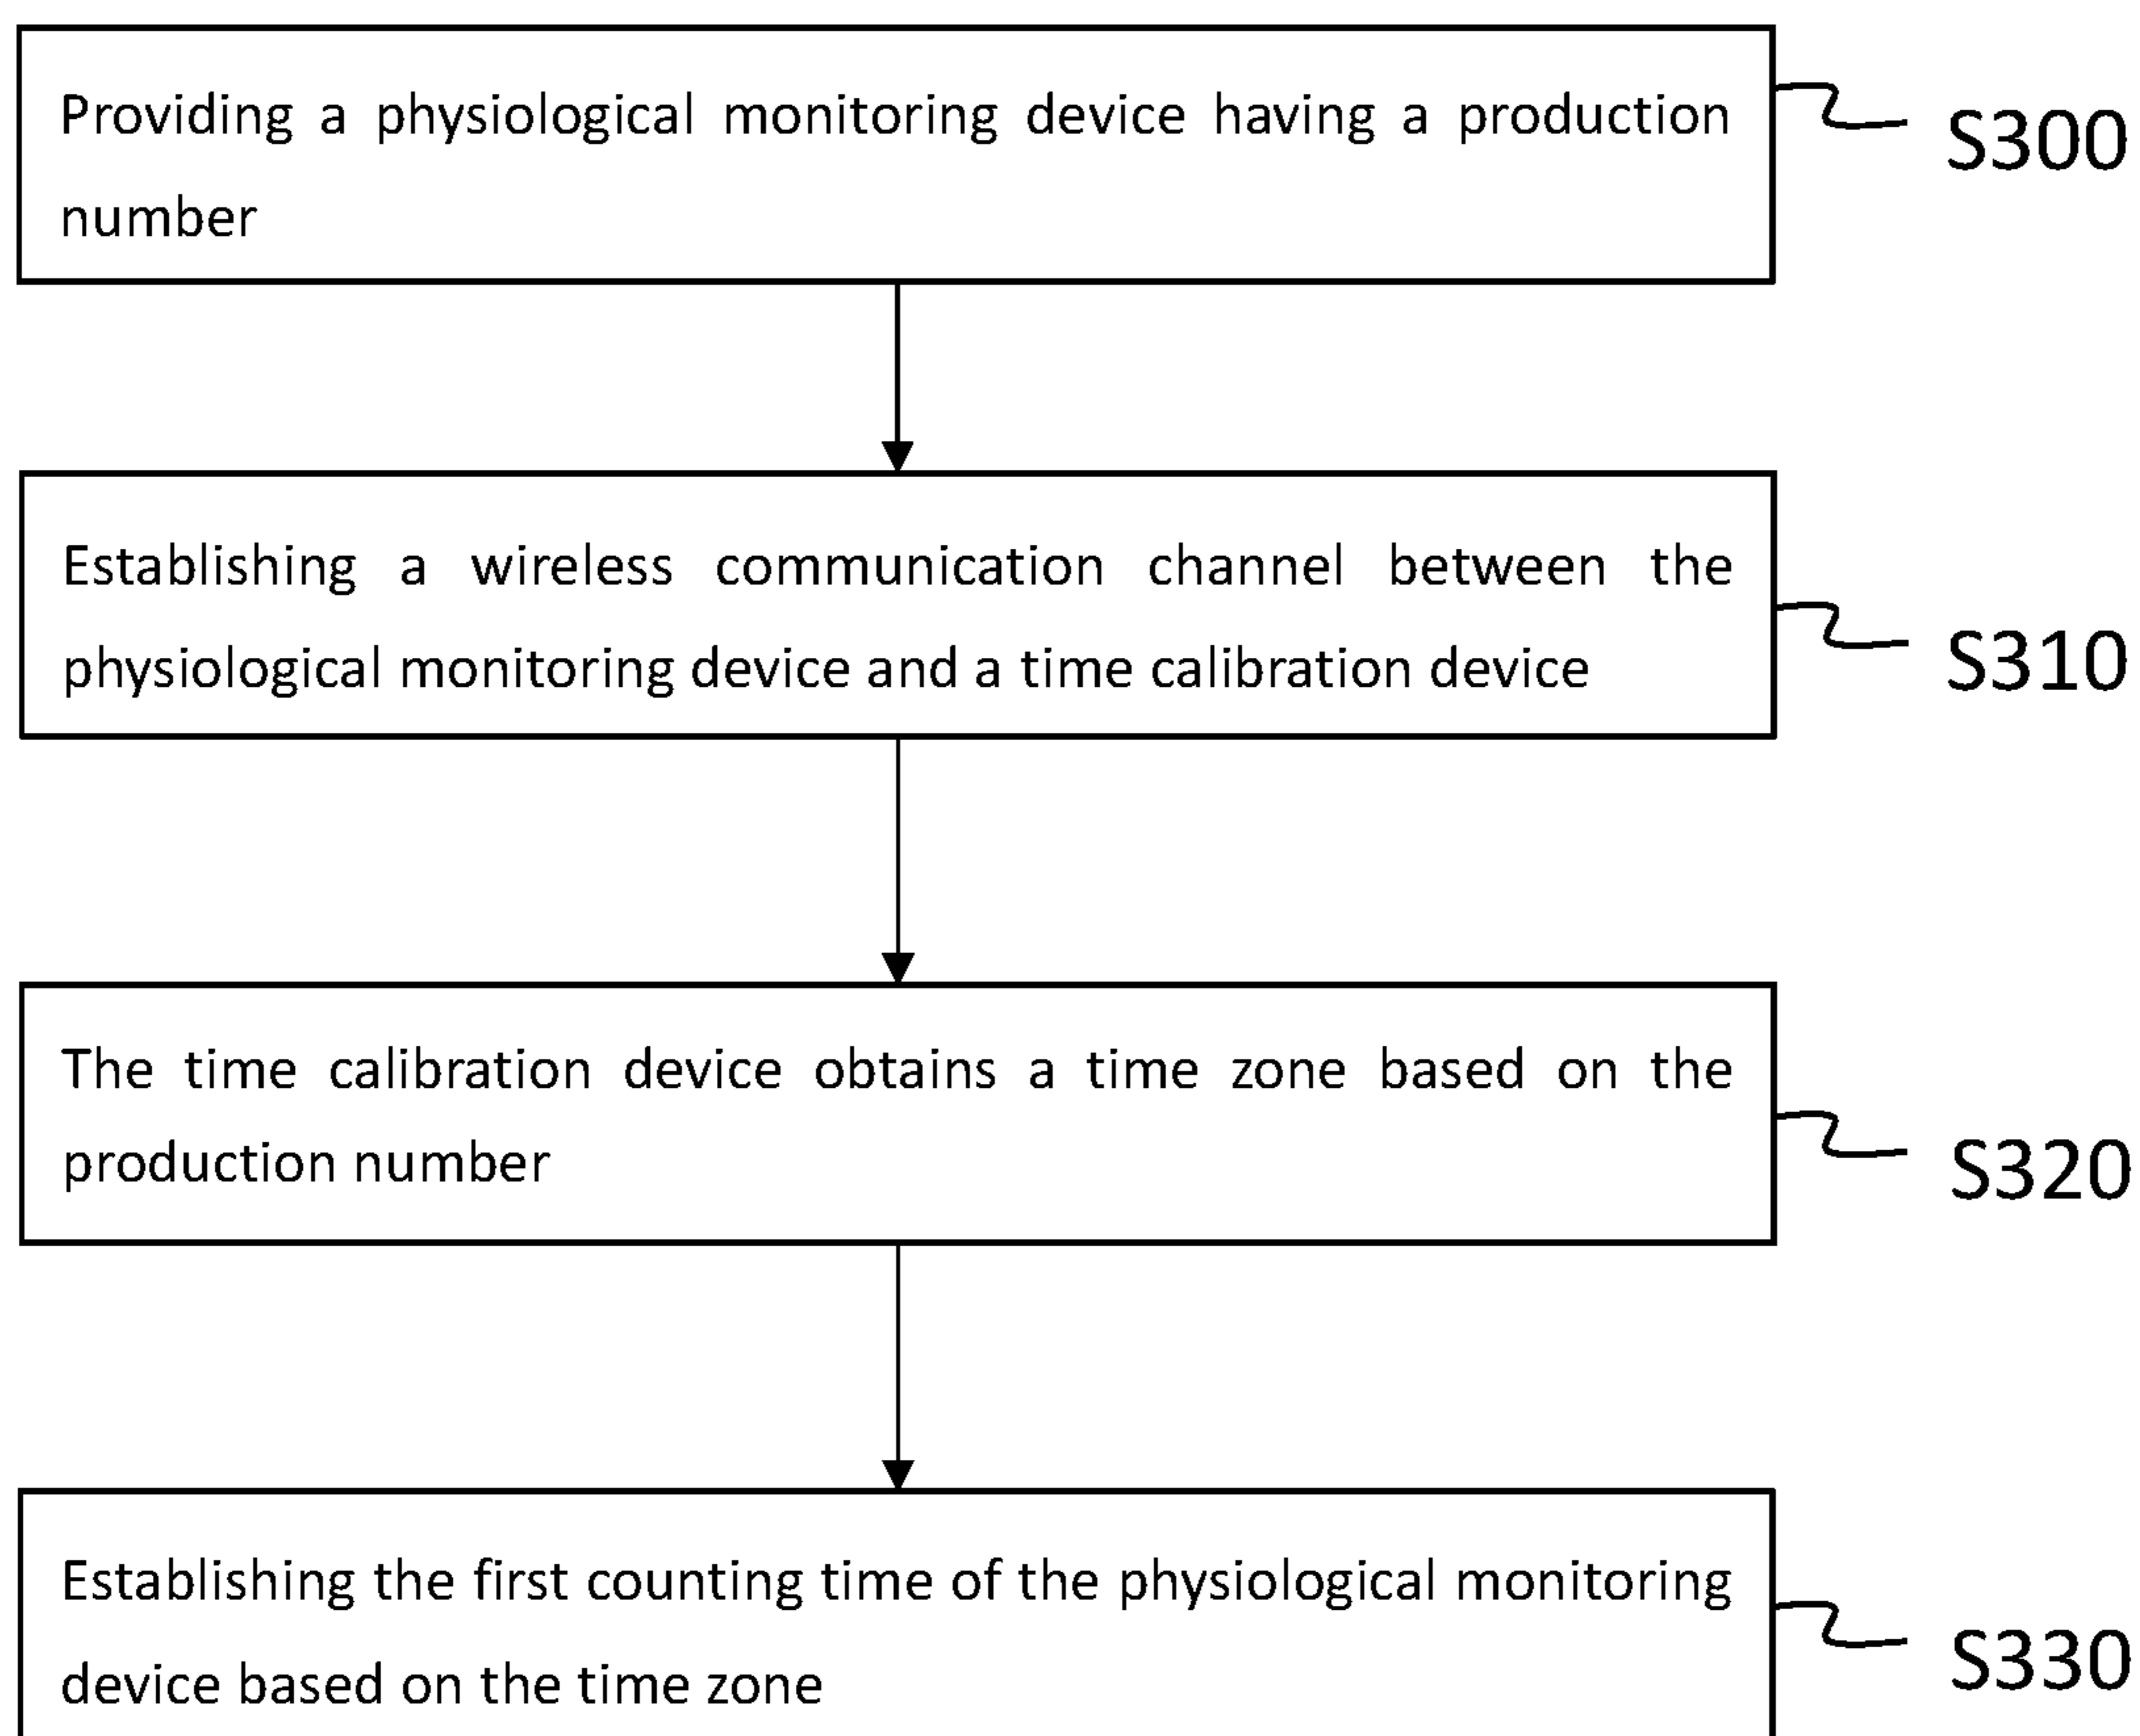 Providing a physiological monitoring device having a production
number
S300
Establishing a wireless communication channel between the
physiological monitoring device and a time calibration device
S310
The time calibration device obtains a time zone based on the
production number
S320
Establishing the first counting time of the physiological monitoring
device based on the time zone
S330